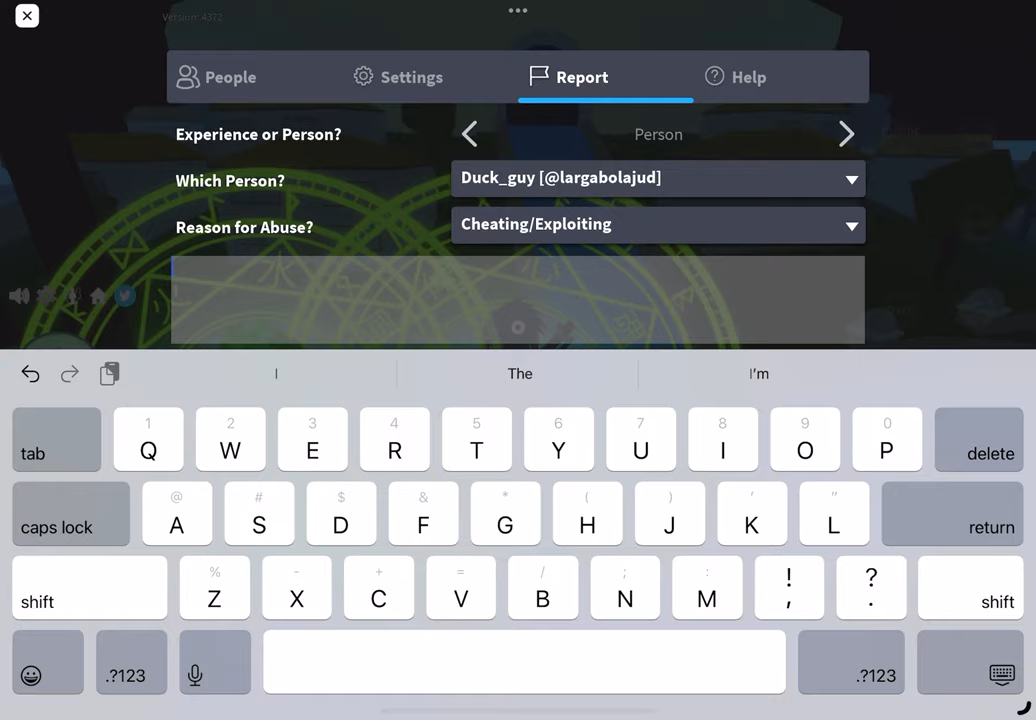 Version: 4372
People
Settings
Report
Help
Experience or Person?
Person
Which Person?
Duck_guy [@largabolajud]
Reason for Abuse?
Cheating/Exploiting
I
The
I'm
1 2 3 4 5 6 7 8 9 0
tab Q W E R T Y U I O P delete
@ # $ & * ( ) ' "
caps lock A S D F G H J K L return
% - + = / ; : ! ?
shift Z X C V B N M , . shift
.?123 .?123